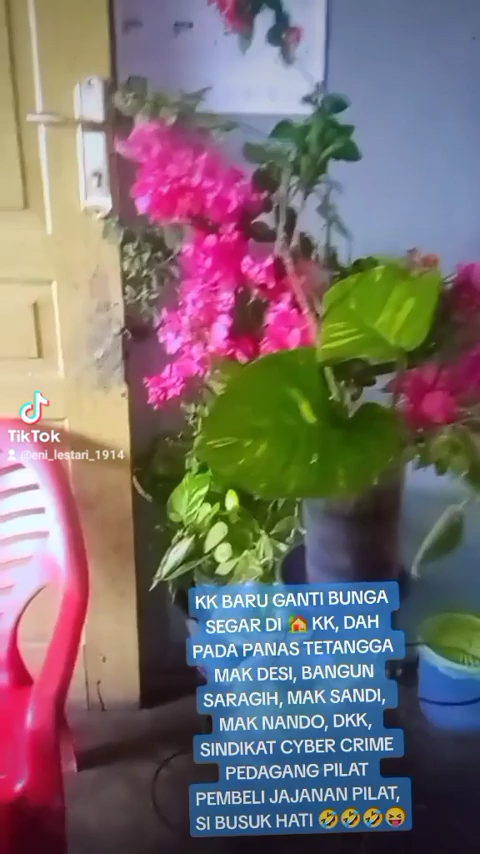 TikTok
@eni_lestari_1914
KK BARU GANTI BUNGA
SEGAR DI 🏠 KK, DAH
PADA PANAS TETANGGA
MAK DESI, BANGUN
SARAGIH, MAK SANDI,
MAK NANDO, DKK,
SINDIKAT CYBER CRIME
PEDAGANG PILAT
PEMBELI JAJANAN PILAT,
SI BUSUK HATI 🤣🤣🤣😝